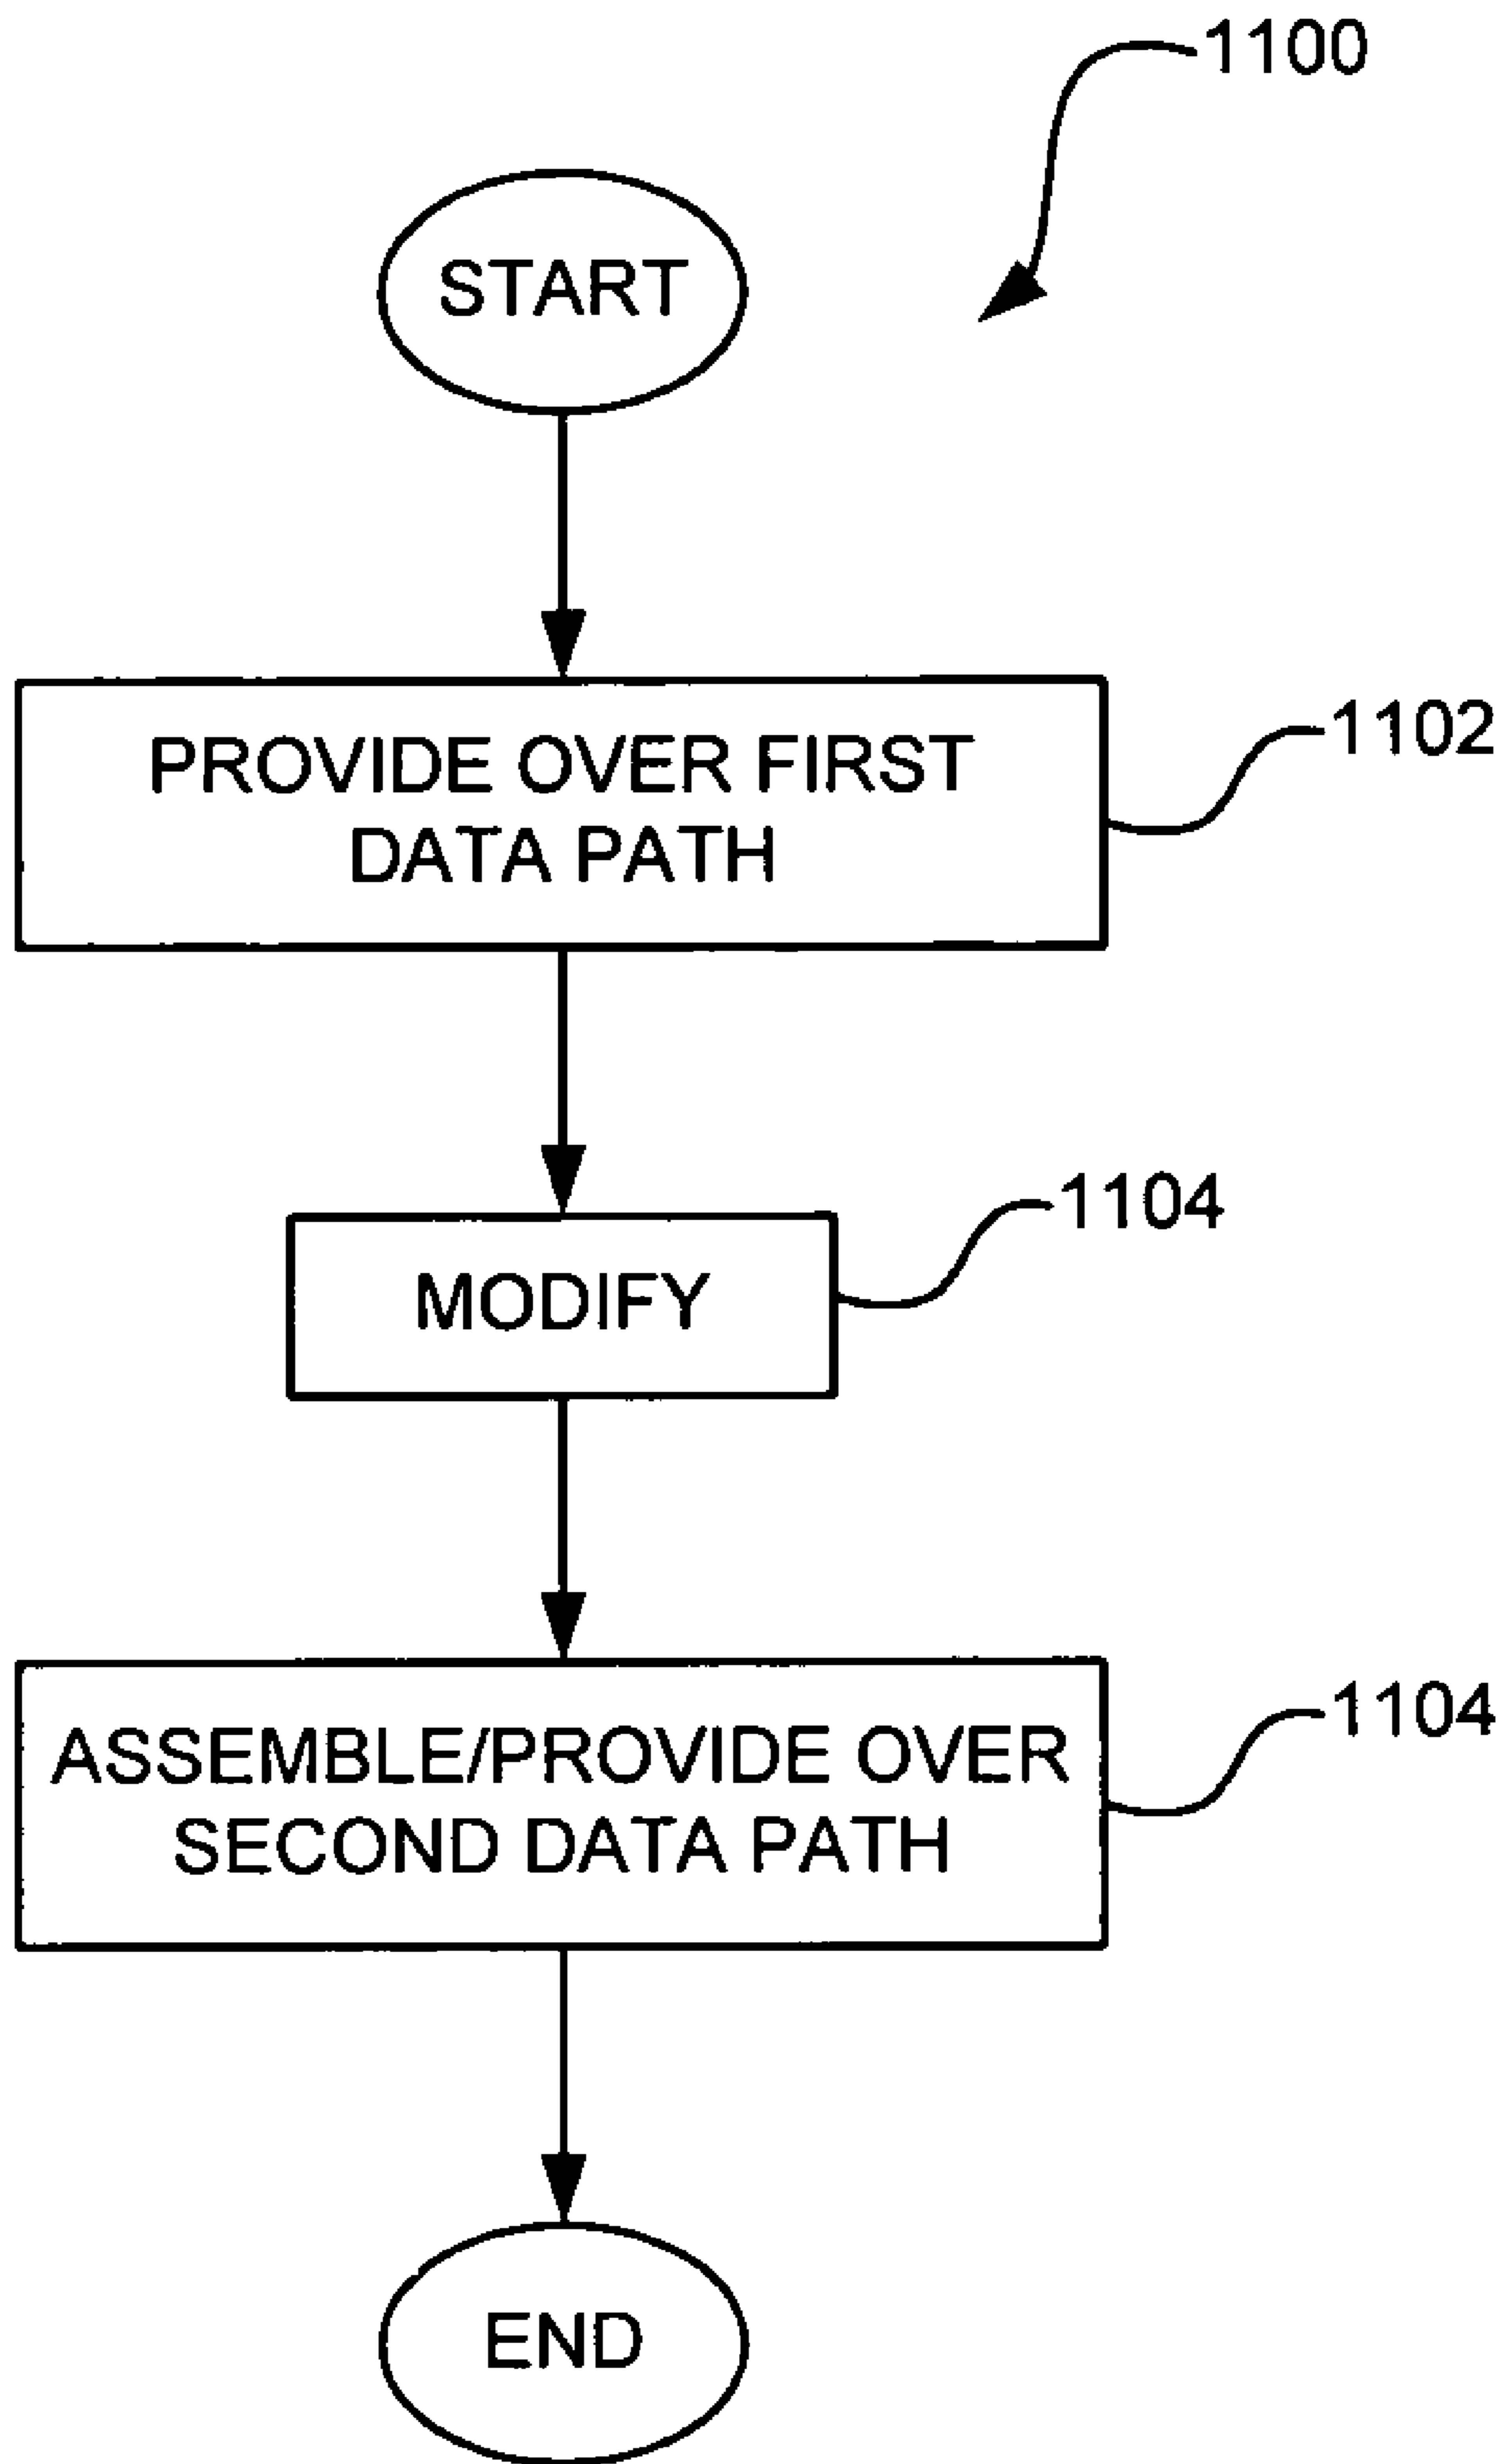 1100
START
PROVIDE OVER FIRST
DATA PATH
1102
MODIFY
1104
ASSEMBLE/PROVIDE OVER
SECOND DATA PATH
1104
END